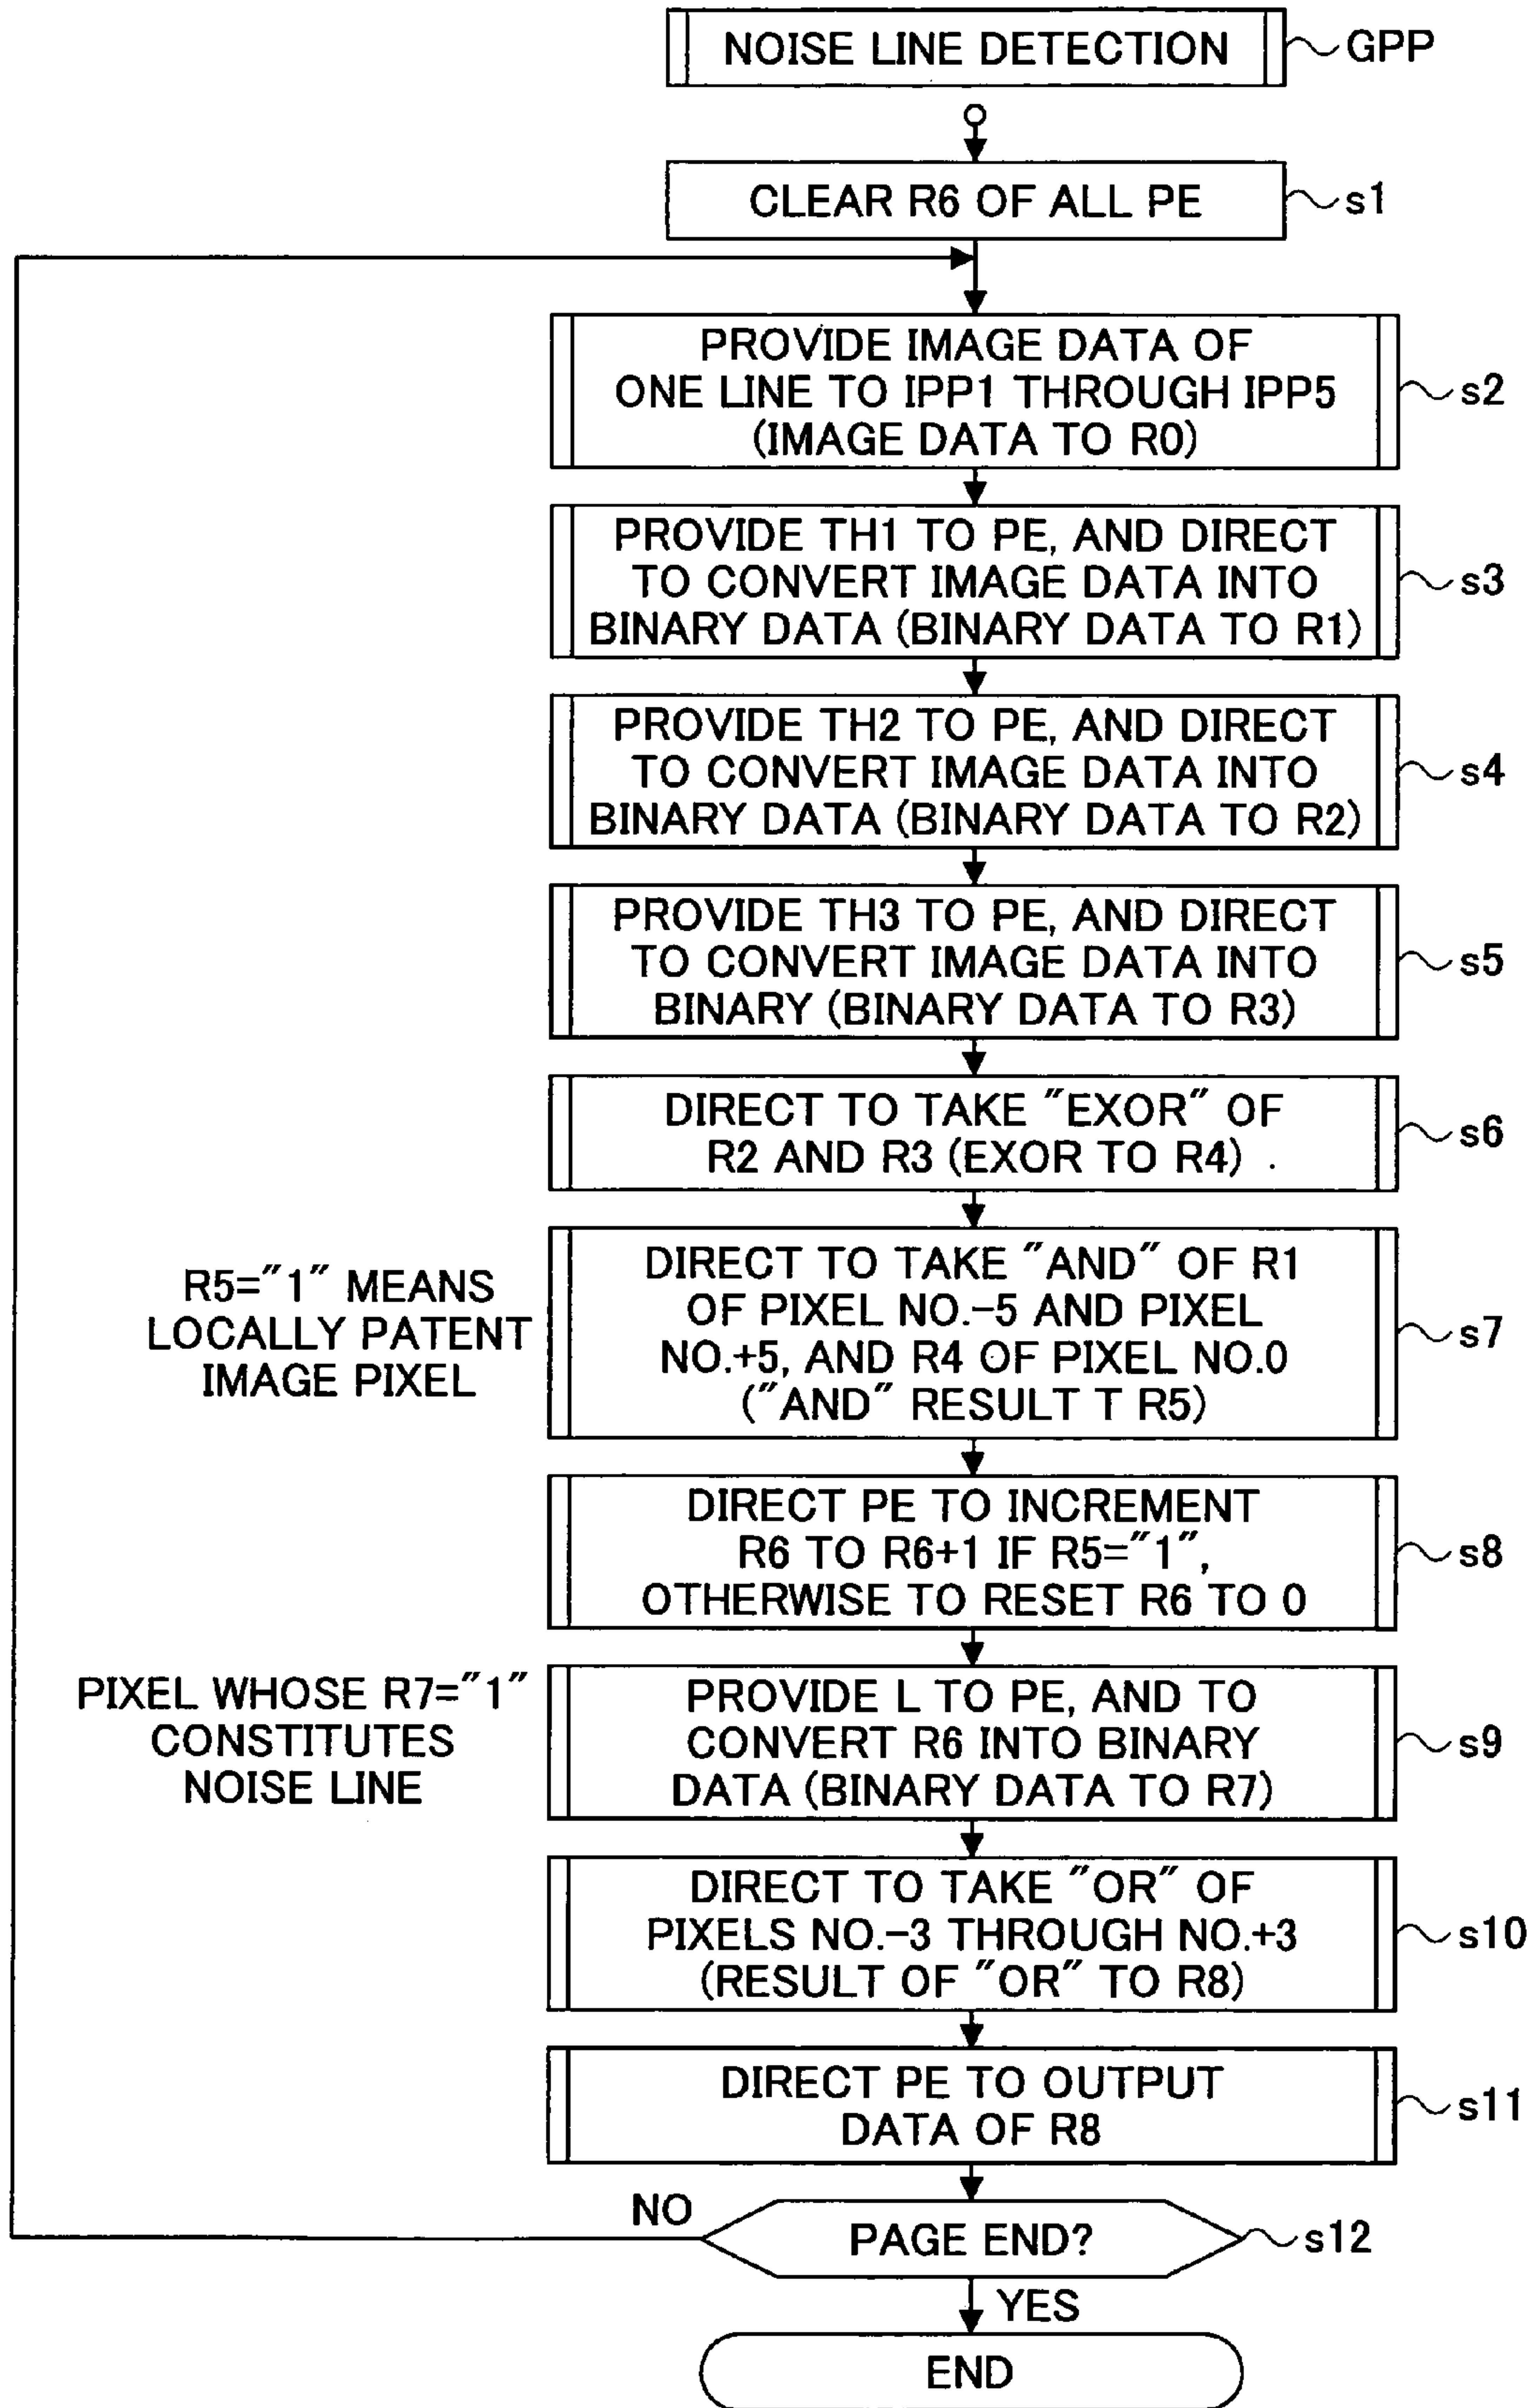 NOISE LINE DETECTION
GPP
CLEAR R6 OF ALL PE
s1
PROVIDE IMAGE DATA OF
ONE LINE TO IPP1 THROUGH IPP5
(IMAGE DATA TO R0)
s2
PROVIDE TH1 TO PE, AND DIRECT
TO CONVERT IMAGE DATA INTO
BINARY DATA (BINARY DATA TO R1)
s3
PROVIDE TH2 TO PE, AND DIRECT
TO CONVERT IMAGE DATA INTO
BINARY DATA (BINARY DATA TO R2)
s4
PROVIDE TH3 TO PE, AND DIRECT
TO CONVERT IMAGE DATA INTO
BINARY (BINARY DATA TO R3)
s5
DIRECT TO TAKE "EXOR" OF
R2 AND R3 (EXOR TO R4)
s6
R5="1" MEANS
LOCALLY PATENT
IMAGE PIXEL
DIRECT TO TAKE "AND" OF R1
OF PIXEL NO.-5 AND PIXEL
NO.+5, AND R4 OF PIXEL NO.0
("AND" RESULT T R5)
s7
DIRECT PE TO INCREMENT
R6 TO R6+1 IF R5="1",
OTHERWISE TO RESET R6 TO 0
s8
PIXEL WHOSE R7="1"
CONSTITUTES
NOISE LINE
PROVIDE L TO PE, AND TO
CONVERT R6 INTO BINARY
DATA (BINARY DATA TO R7)
s9
DIRECT TO TAKE "OR" OF
PIXELS NO.-3 THROUGH NO.+3
(RESULT OF "OR" TO R8)
s10
DIRECT PE TO OUTPUT
DATA OF R8
s11
NO
PAGE END?
s12
YES
END